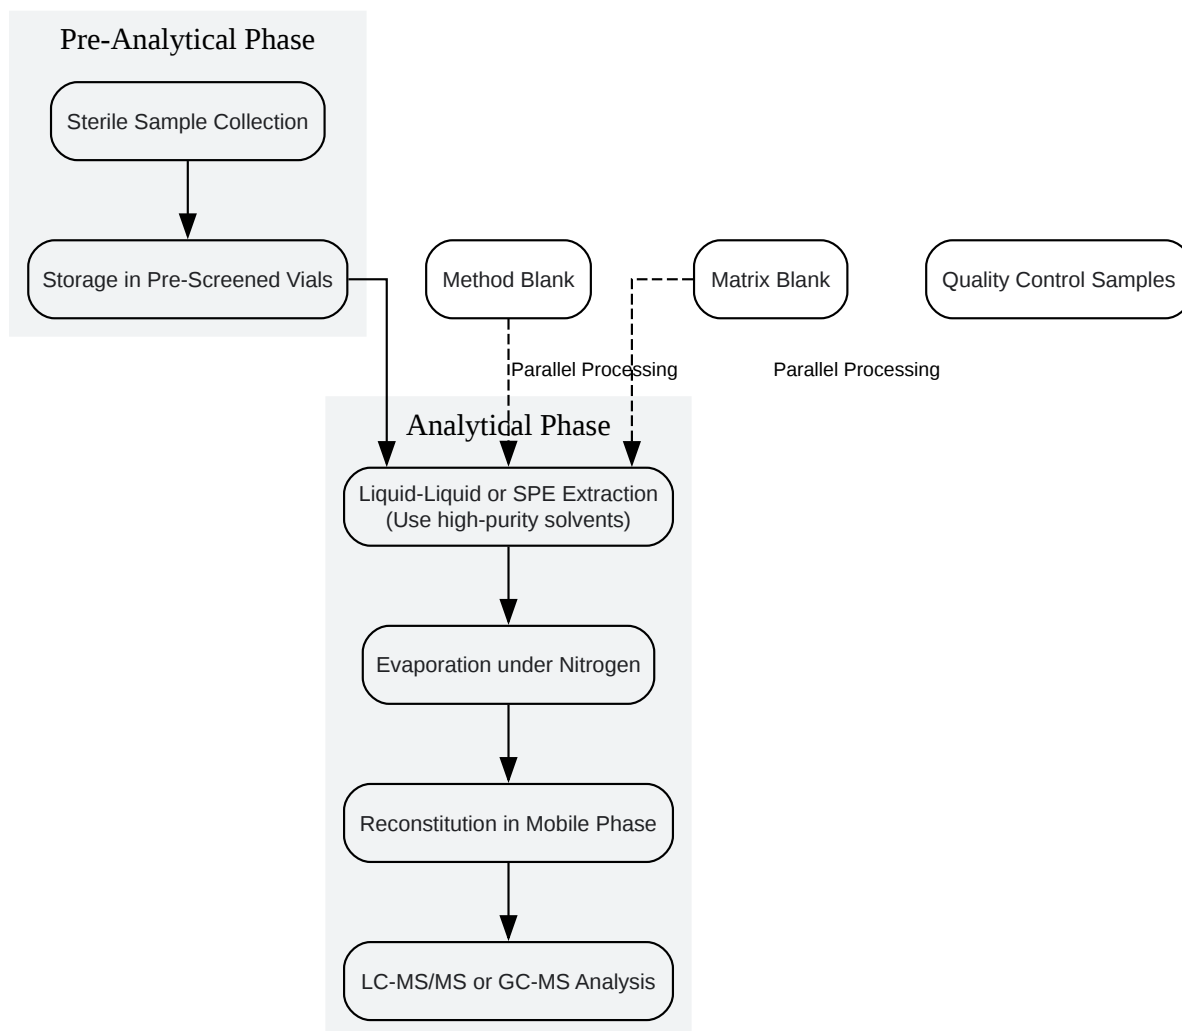 Pre-Analytical Phase
Sterile Sample Collection
Storage in Pre-Screened Vials
Method Blank
Matrix Blank
Quality Control Samples
Parallel Processing
Parallel Processing
Analytical Phase
Liquid-Liquid or SPE Extraction
(Use high-purity solvents)
Evaporation under Nitrogen
Reconstitution in Mobile Phase
LC-MS/MS or GC-MS Analysis